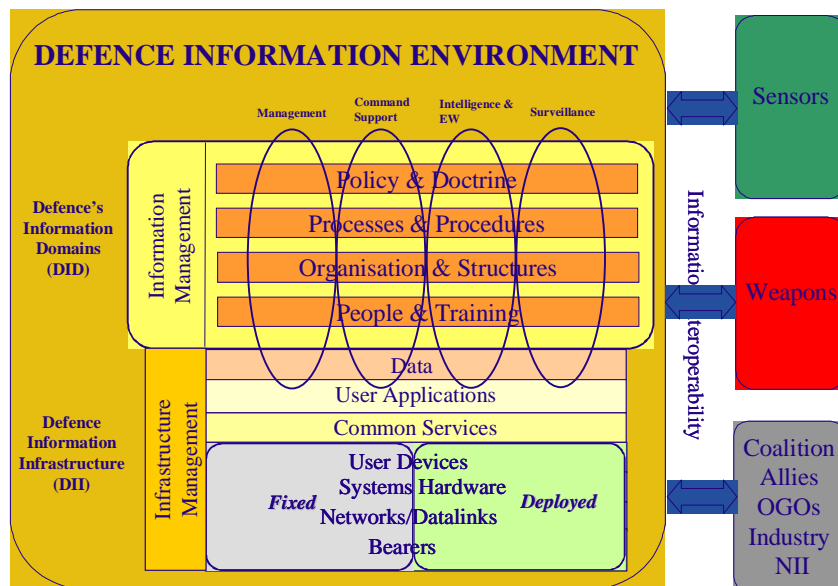 DEFENCE INFORMATION ENVIRONMENT
Management
Command
Support
Intelligence &
EW
Surveillance
Defence's
Information
Domains
(DID)
Information
Management
Policy & Doctrine
Processes & Procedures
Organisation & Structures
People & Training
Defence
Information
Infrastructure
(DII)
Infrastructure
Management
Data
User Applications
Common Services
User Devices
Systems Hardware
Networks/Datalinks
Bearers
Fixed
Deployed
Information
Sensors
Weapons
Coalition
Allies
OGOs
Industry
NII